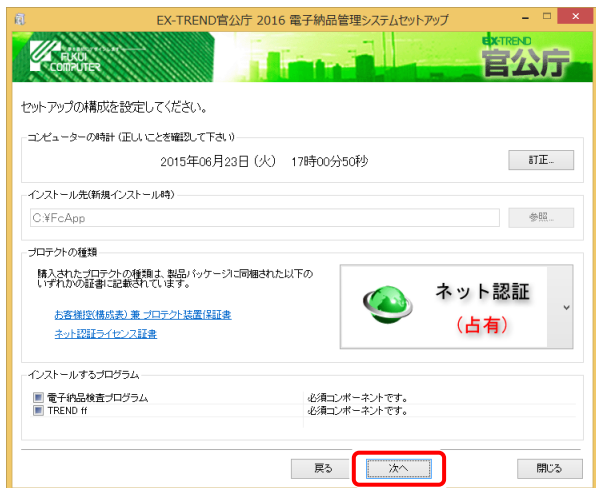 EX-TREND官公庁 2016 電子納品管理システムセットアップ
FUKUI
COMPUTER
EX-TREND
官公庁
セットアップの構成を設定してください。
コンピューターの時計 (正しいことを確認して下さい)
2015年06月23日 (火) 17時00分50秒
訂正...
インストール先(新規インストール時)
C:¥FcApp
参照...
プロテクトの種類
購入されたプロテクトの種類は、製品パッケージに同梱された以下の
いずれかの証書に記載されています。
お客様控(構成表) 兼 プロテクト装置保証書
ネット認証ライセンス証書
ネット認証
(占有)
インストールするプログラム
電子納品検査プログラム 必須コンポーネントです。
TREND ff 必須コンポーネントです。
戻る 次へ 閉じる